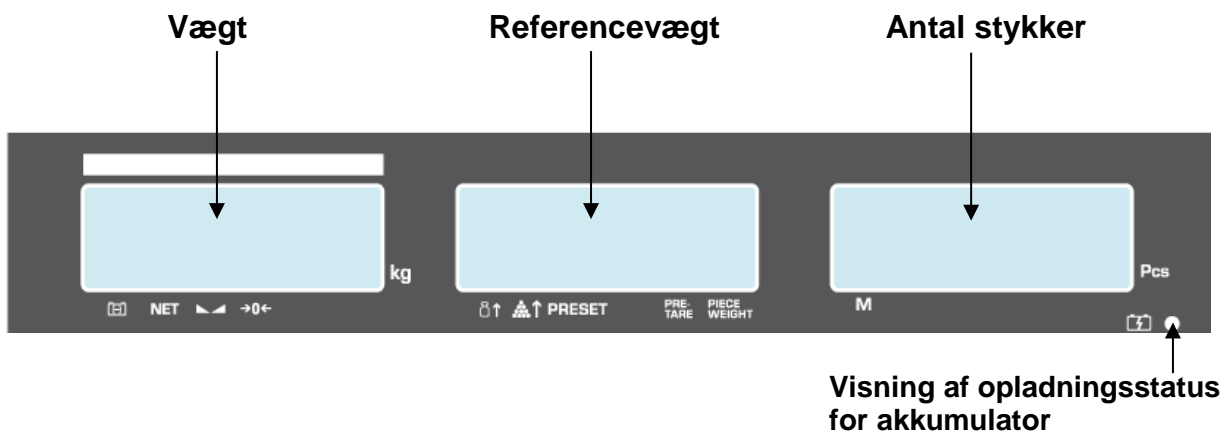 Vægt
Referencevægt
Antal stykker
kg
Pcs
NET →0← PRESET PRE-TARE PIECE WEIGHT M
Visning af opladningsstatus
for akkumulator